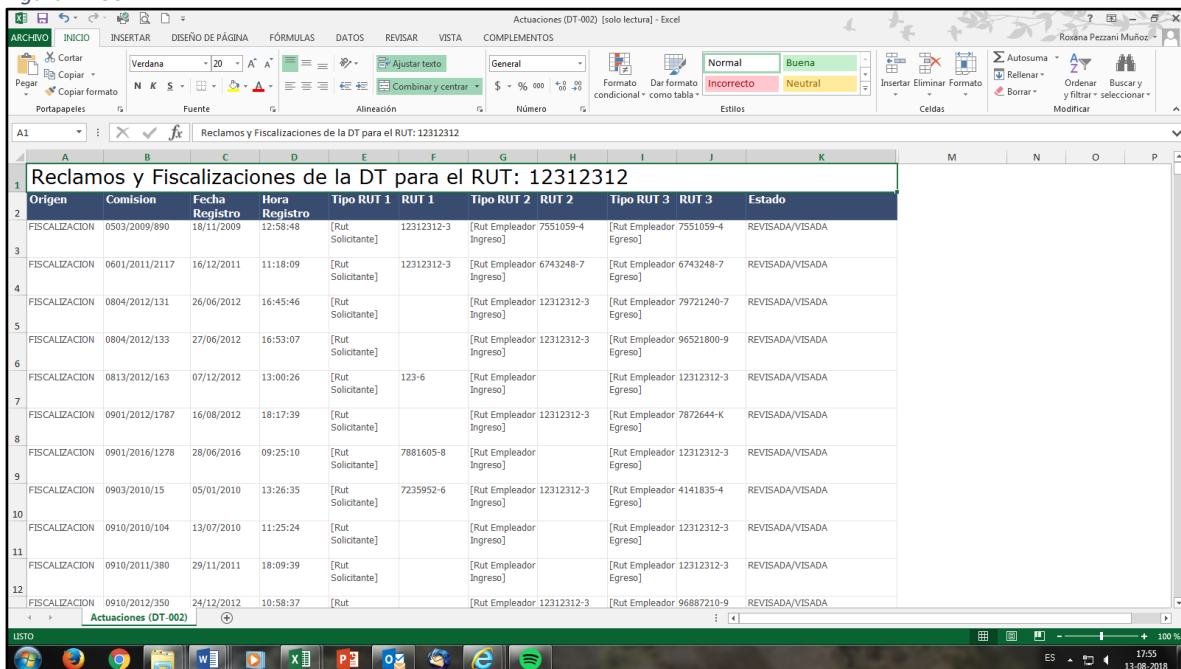 Actuaciones (DT-002) [solo lectura] - Excel
ARCHIVO INICIO INSERTAR DISEÑO DE PÁGINA FÓRMULAS DATOS REVISAR VISTA COMPLEMENTOS Roxana Pezzani Muñoz
Pegar Cortar Copiar Copiar formato
Verdana 20
N K S
Ajustar texto
Combinar y centrar
General
$ % 000
Formato condicional Dar formato como tabla
Normal Buena
Incorrecto Neutral
Insertar Eliminar Formato
Autosuma Rellenar Borrar
Ordenar y filtrar Buscar y seleccionar
Portapapeles Fuente Alineación Número Estilos Celdas Modificar
A1 fx Reclamos y Fiscalizaciones de la DT para el RUT: 12312312
A B C D E F G H I J K M N O P
1 Reclamos y Fiscalizaciones de la DT para el RUT: 12312312
2 Origen Comision Fecha Registro Hora Registro Tipo RUT 1 RUT 1 Tipo RUT 2 RUT 2 Tipo RUT 3 RUT 3 Estado
3 FISCALIZACION 0503/2009/890 18/11/2009 12:58:48 [Rut Solicitante] 12312312-3 [Rut Empleador Ingreso] 7551059-4 [Rut Empleador Egreso] 7551059-4 REVISADA/VISADA
4 FISCALIZACION 0601/2011/2117 16/12/2011 11:18:09 [Rut Solicitante] 12312312-3 [Rut Empleador Ingreso] 6743248-7 [Rut Empleador Egreso] 6743248-7 REVISADA/VISADA
5 FISCALIZACION 0804/2012/131 26/06/2012 16:45:46 [Rut Solicitante] [Rut Empleador Ingreso] 12312312-3 [Rut Empleador Egreso] 79721240-7 REVISADA/VISADA
6 FISCALIZACION 0804/2012/133 27/06/2012 16:53:07 [Rut Solicitante] [Rut Empleador Ingreso] 12312312-3 [Rut Empleador Egreso] 96521800-9 REVISADA/VISADA
7 FISCALIZACION 0813/2012/163 07/12/2012 13:00:26 [Rut Solicitante] 123-6 [Rut Empleador Ingreso] [Rut Empleador Egreso] 12312312-3 REVISADA/VISADA
8 FISCALIZACION 0901/2012/1787 16/08/2012 18:17:39 [Rut Solicitante] [Rut Empleador Ingreso] 12312312-3 [Rut Empleador Egreso] 7872644-K REVISADA/VISADA
9 FISCALIZACION 0901/2016/1278 28/06/2016 09:25:10 [Rut Solicitante] 7881605-8 [Rut Empleador Ingreso] [Rut Empleador Egreso] 12312312-3 REVISADA/VISADA
10 FISCALIZACION 0903/2010/15 05/01/2010 13:26:35 [Rut Solicitante] 7235952-6 [Rut Empleador Ingreso] 12312312-3 [Rut Empleador Egreso] 4141835-4 REVISADA/VISADA
11 FISCALIZACION 0910/2010/104 13/07/2010 11:25:24 [Rut Solicitante] [Rut Empleador Ingreso] [Rut Empleador Egreso] 12312312-3 REVISADA/VISADA
12 FISCALIZACION 0910/2011/380 29/11/2011 18:09:39 [Rut Solicitante] [Rut Empleador Ingreso] [Rut Empleador Egreso] 12312312-3 REVISADA/VISADA
FISCALIZACION 0910/2012/350 24/12/2012 10:58:37 [Rut [Rut Empleador 12312312-3 [Rut Empleador 96887210-9 REVISADA/VISADA
Actuaciones (DT-002)
LISTO 100 %
ES 17:55
13-08-2018